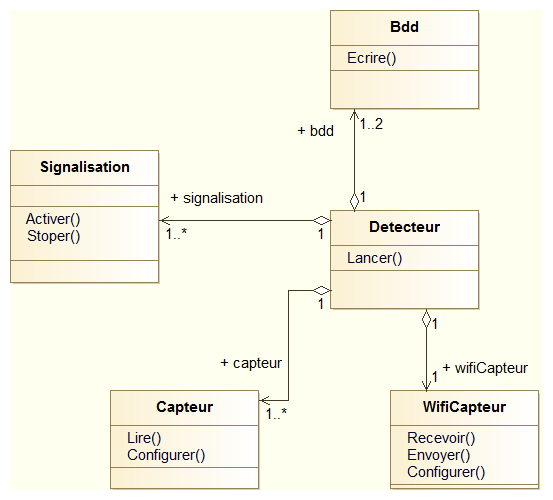 Bdd
Ecrire()
+ bdd
1..2
1
Signalisation
Activer()
Stoper()
+ signalisation
1..*
1
Detecteur
Lancer()
1
1
+ capteur
1..*
+ wifiCapteur
1
Capteur
Lire()
Configurer()
WifiCapteur
Recevoir()
Envoyer()
Configurer()